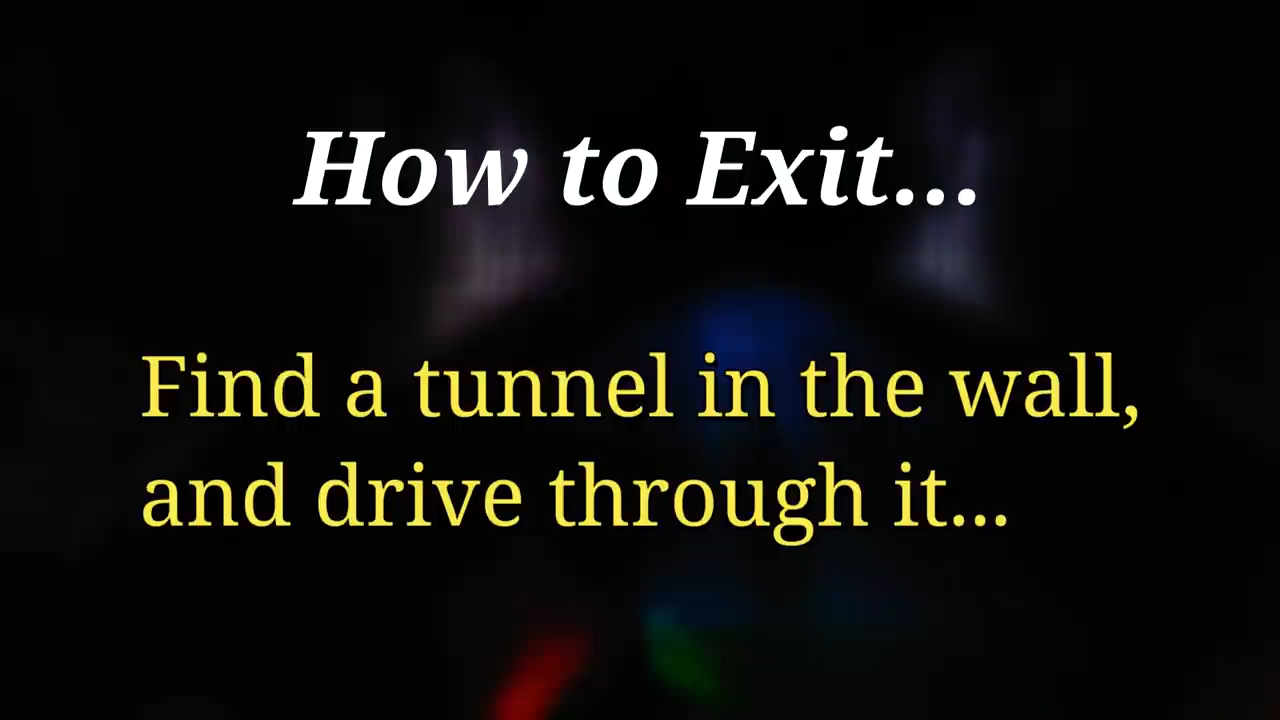 How to Exit...
Find a tunnel in the wall,
and drive through it...